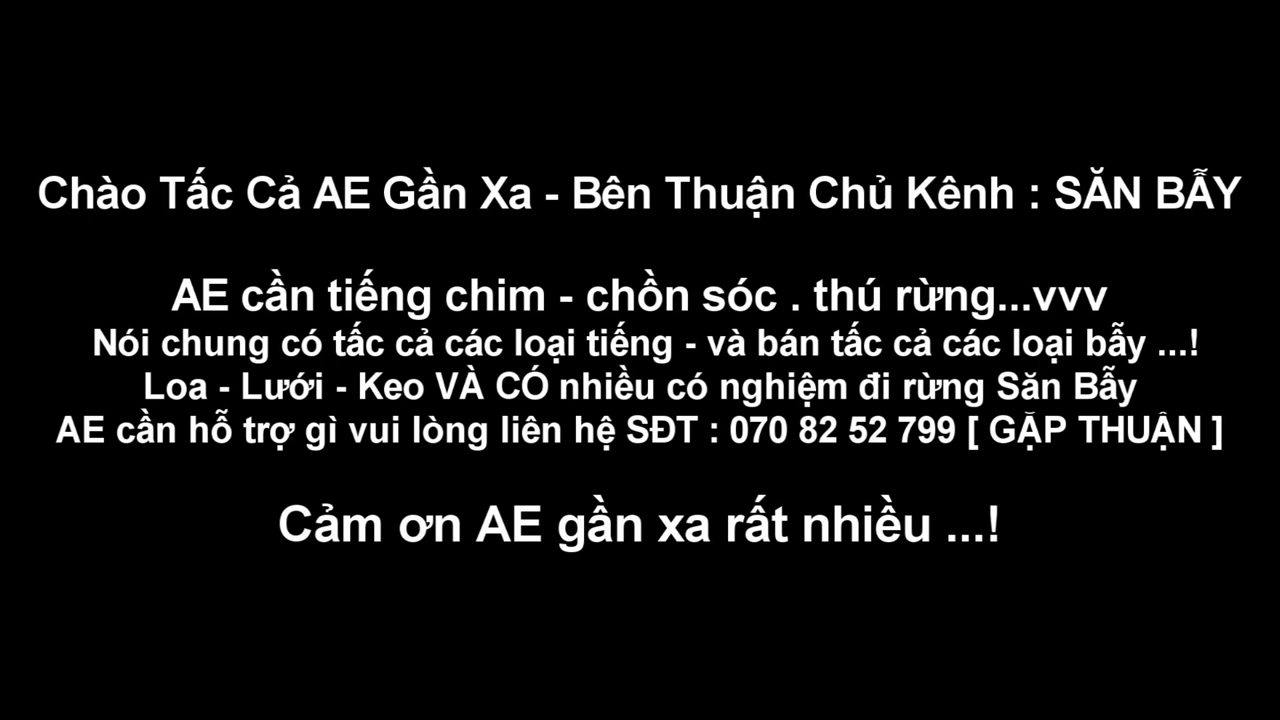 Chào Tấc Cả AE Gần Xa - Bên Thuận Chủ Kênh : SĂN BẪY
AE cần tiếng chim - chồn sóc . thú rừng...vvv
Nói chung có tấc cả các loại tiếng - và bán tấc cả các loại bẫy ...!
Loa - Lưới - Keo VÀ CÓ nhiều có nghiệm đi rừng Săn Bẫy
AE cần hỗ trợ gì vui lòng liên hệ SĐT : 070 82 52 799 [ GẶP THUẬN ]
Cảm ơn AE gần xa rất nhiều ...!